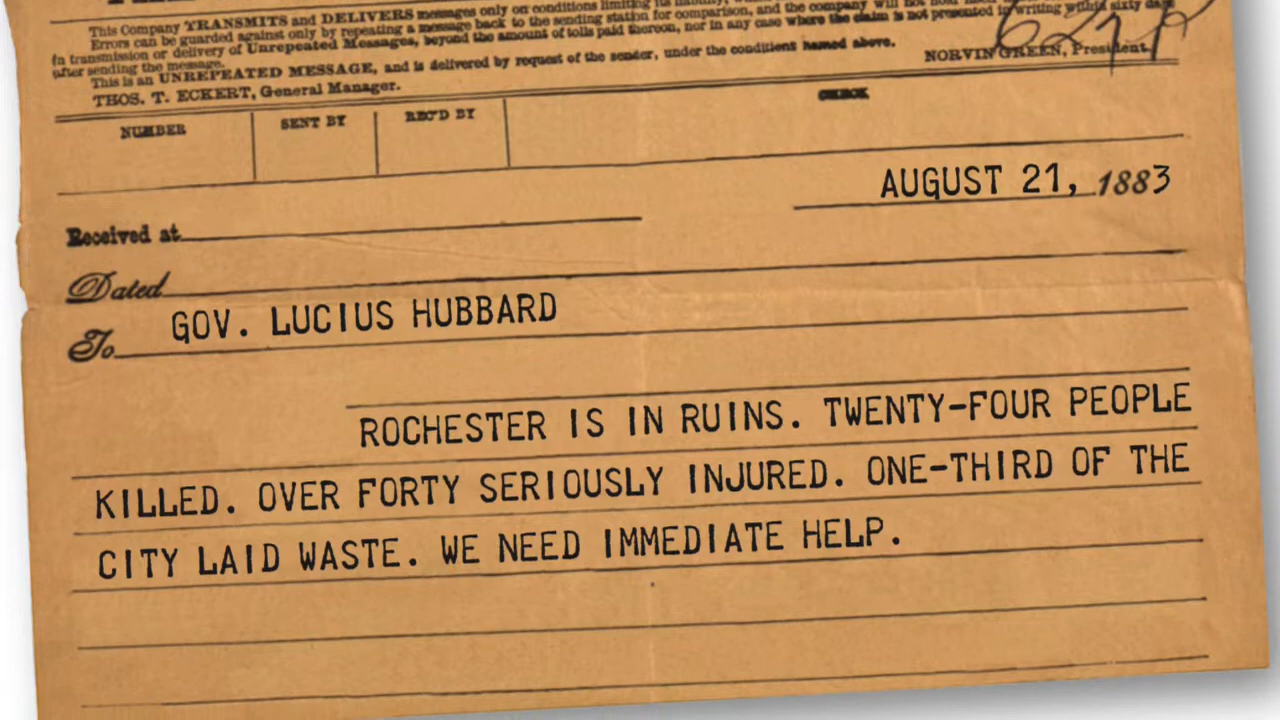 This Company TRANSMITS and DELIVERS messages only on conditions limiting its liability,
Errors can be guarded against only by repeating a message back to the sending station for comparison, and the company will not hold
in transmission or delivery of Unrepeated Messages, beyond the amount of tolls paid thereon, nor in any case where the claim is not presented in writing within sixty days
after sending the message.
This is an UNREPEATED MESSAGE, and is delivered by request of the sender, under the conditions named above.
THOS. T. ECKERT, General Manager.
NORVIN GREEN, President.
NUMBER SENT BY REC'D BY CHECK
AUGUST 21, 1883
Received at
Dated
To GOV. LUCIUS HUBBARD
ROCHESTER IS IN RUINS. TWENTY-FOUR PEOPLE
KILLED. OVER FORTY SERIOUSLY INJURED. ONE-THIRD OF THE
CITY LAID WASTE. WE NEED IMMEDIATE HELP.